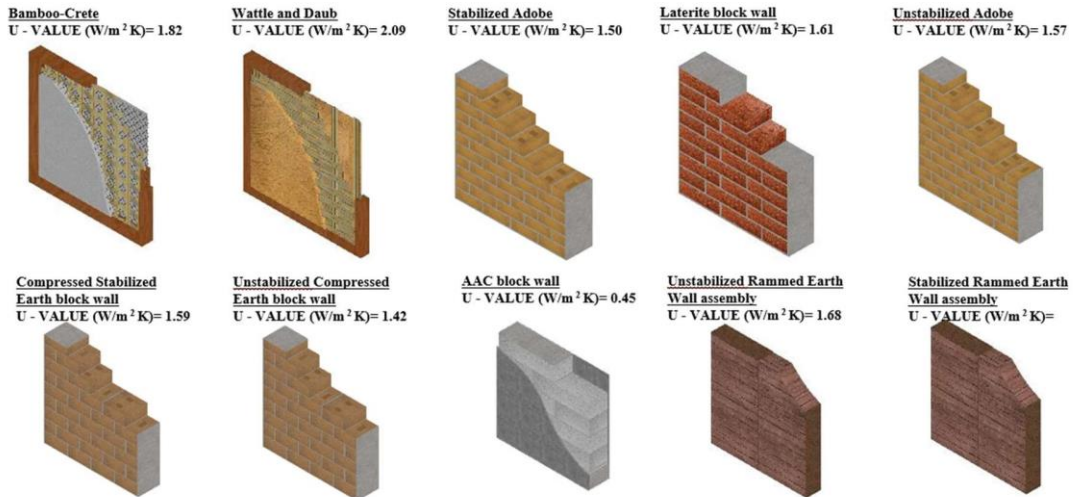 Bamboo-Crete
U - VALUE (W/m ² K)= 1.82
Wattle and Daub
U - VALUE (W/m ² K)= 2.09
Stabilized Adobe
U - VALUE (W/m ² K)= 1.50
Laterite block wall
U - VALUE (W/m ² K)= 1.61
Unstabilized Adobe
U - VALUE (W/m ² K)= 1.57
Compressed Stabilized
Earth block wall
U - VALUE (W/m ² K)= 1.59
Unstabilized Compressed
Earth block wall
U - VALUE (W/m ² K)= 1.42
AAC block wall
U - VALUE (W/m ² K)= 0.45
Unstabilized Rammed Earth
Wall assembly
U - VALUE (W/m ² K)= 1.68
Stabilized Rammed Earth
Wall assembly
U - VALUE (W/m ² K)=